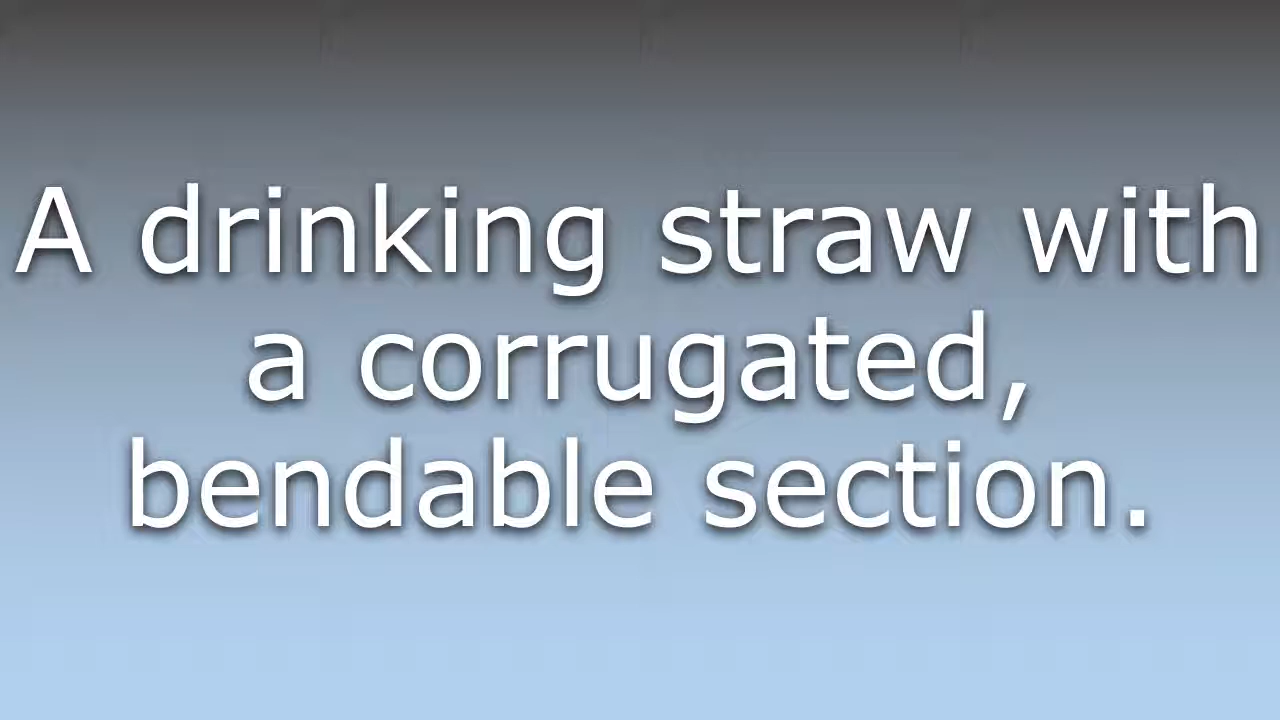 A drinking straw with
a corrugated,
bendable section.